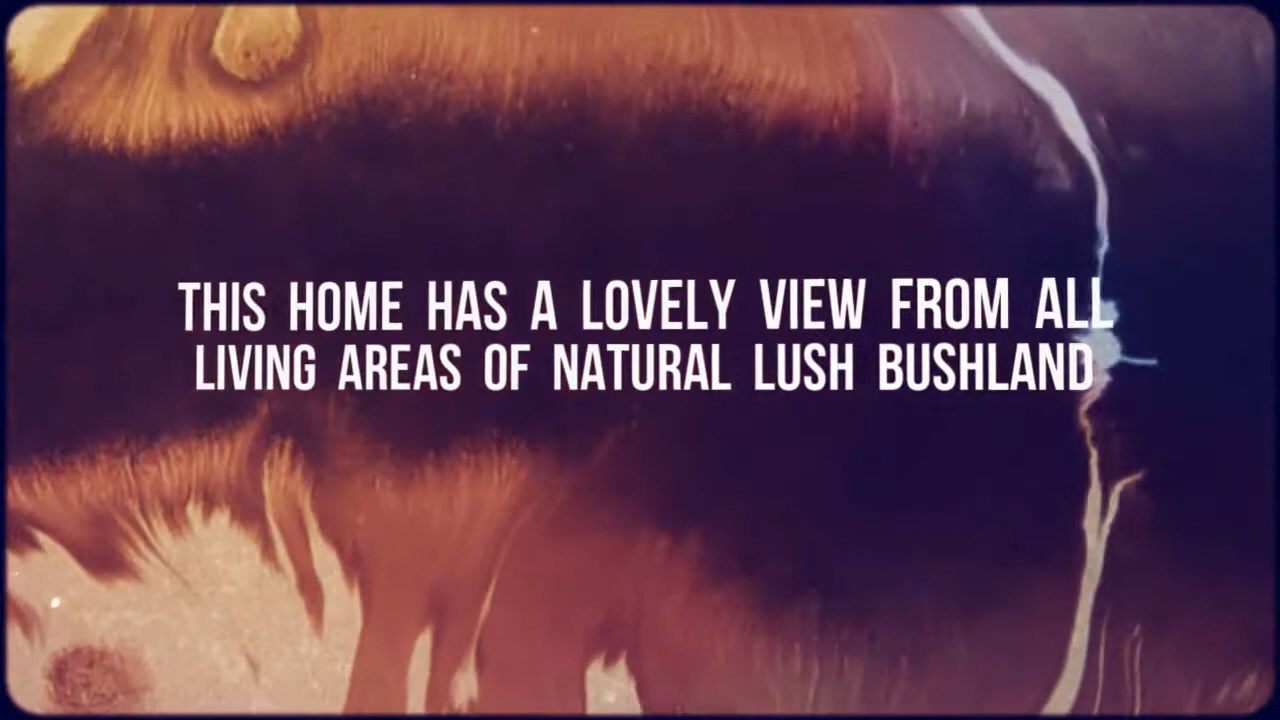 THIS HOME HAS A LOVELY VIEW FROM ALL
LIVING AREAS OF NATURAL LUSH BUSHLAND